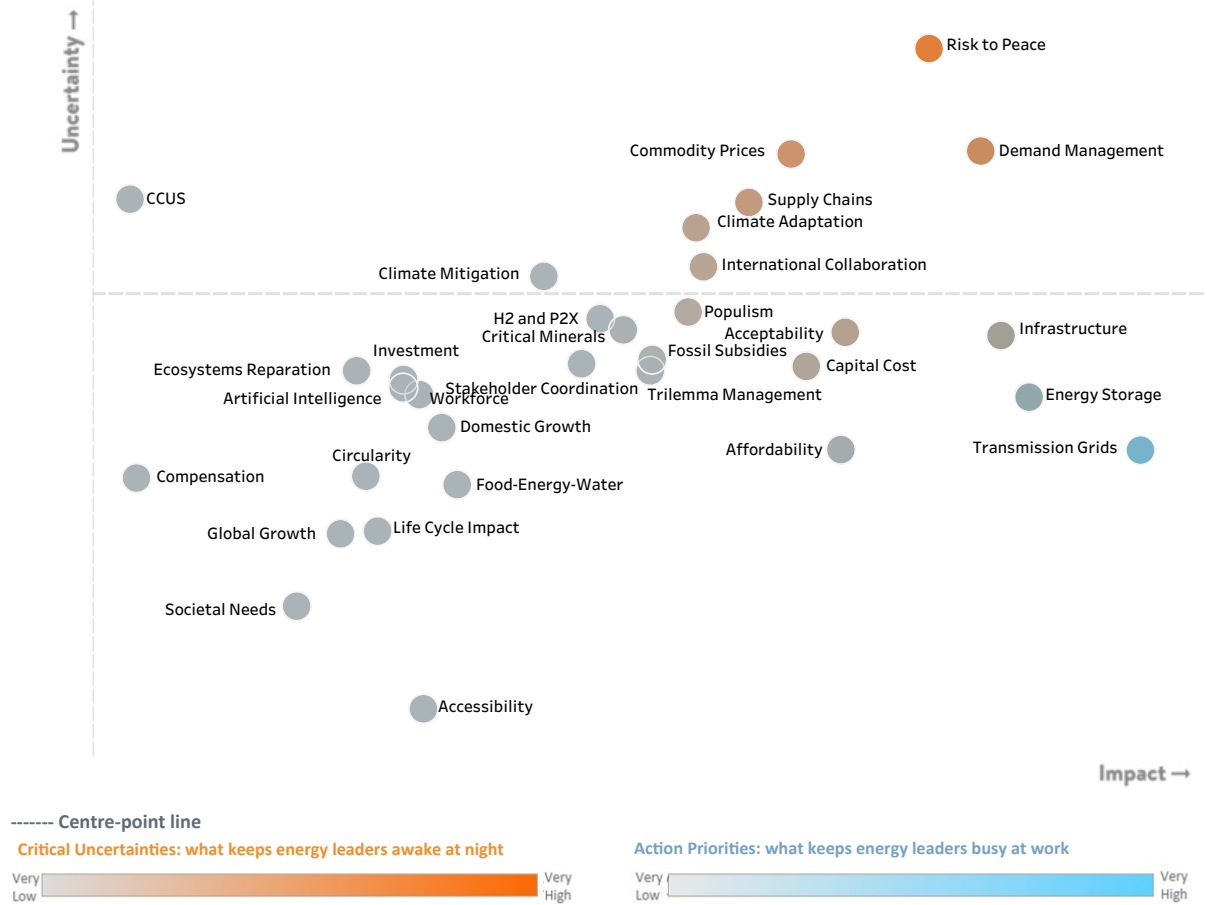 Uncertainty →
Risk to Peace
Commodity Prices
Demand Management
CCUS
Supply Chains
Climate Adaptation
International Collaboration
Climate Mitigation
Populism
H2 and P2X
Infrastructure
Acceptability
Critical Minerals
Investment
Fossil Subsidies
Capital Cost
Ecosystems Reparation
Stakeholder Coordination
Trilemma Management
Energy Storage
Artificial Intelligence
Workforce
Domestic Growth
Transmission Grids
Affordability
Circularity
Compensation
Food-Energy-Water
Life Cycle Impact
Global Growth
Societal Needs
Accessibility
Impact →
------- Centre-point line
Critical Uncertainties: what keeps energy leaders awake at night
Very
Low
Very
High
Action Priorities: what keeps energy leaders busy at work
Very
Low
Very
High